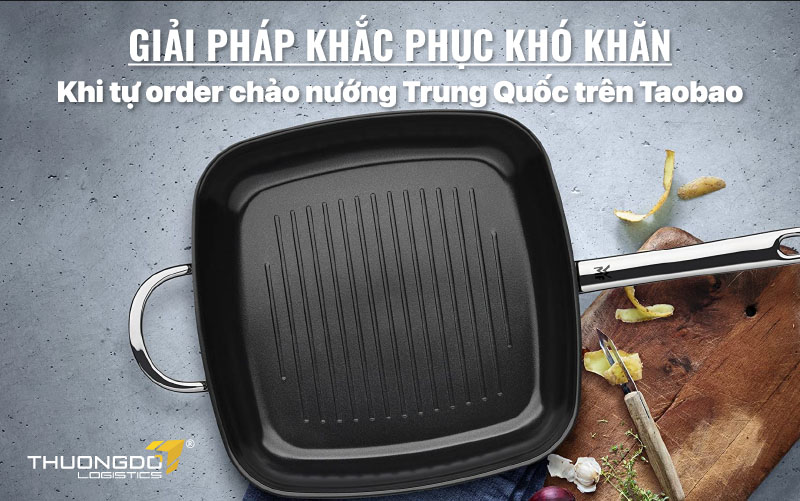 GIẢI PHÁP KHẮC PHỤC KHÓ KHĂN
Khi tự order chảo nướng Trung Quốc trên Taobao
THUONGDO
®
LOGISTICS